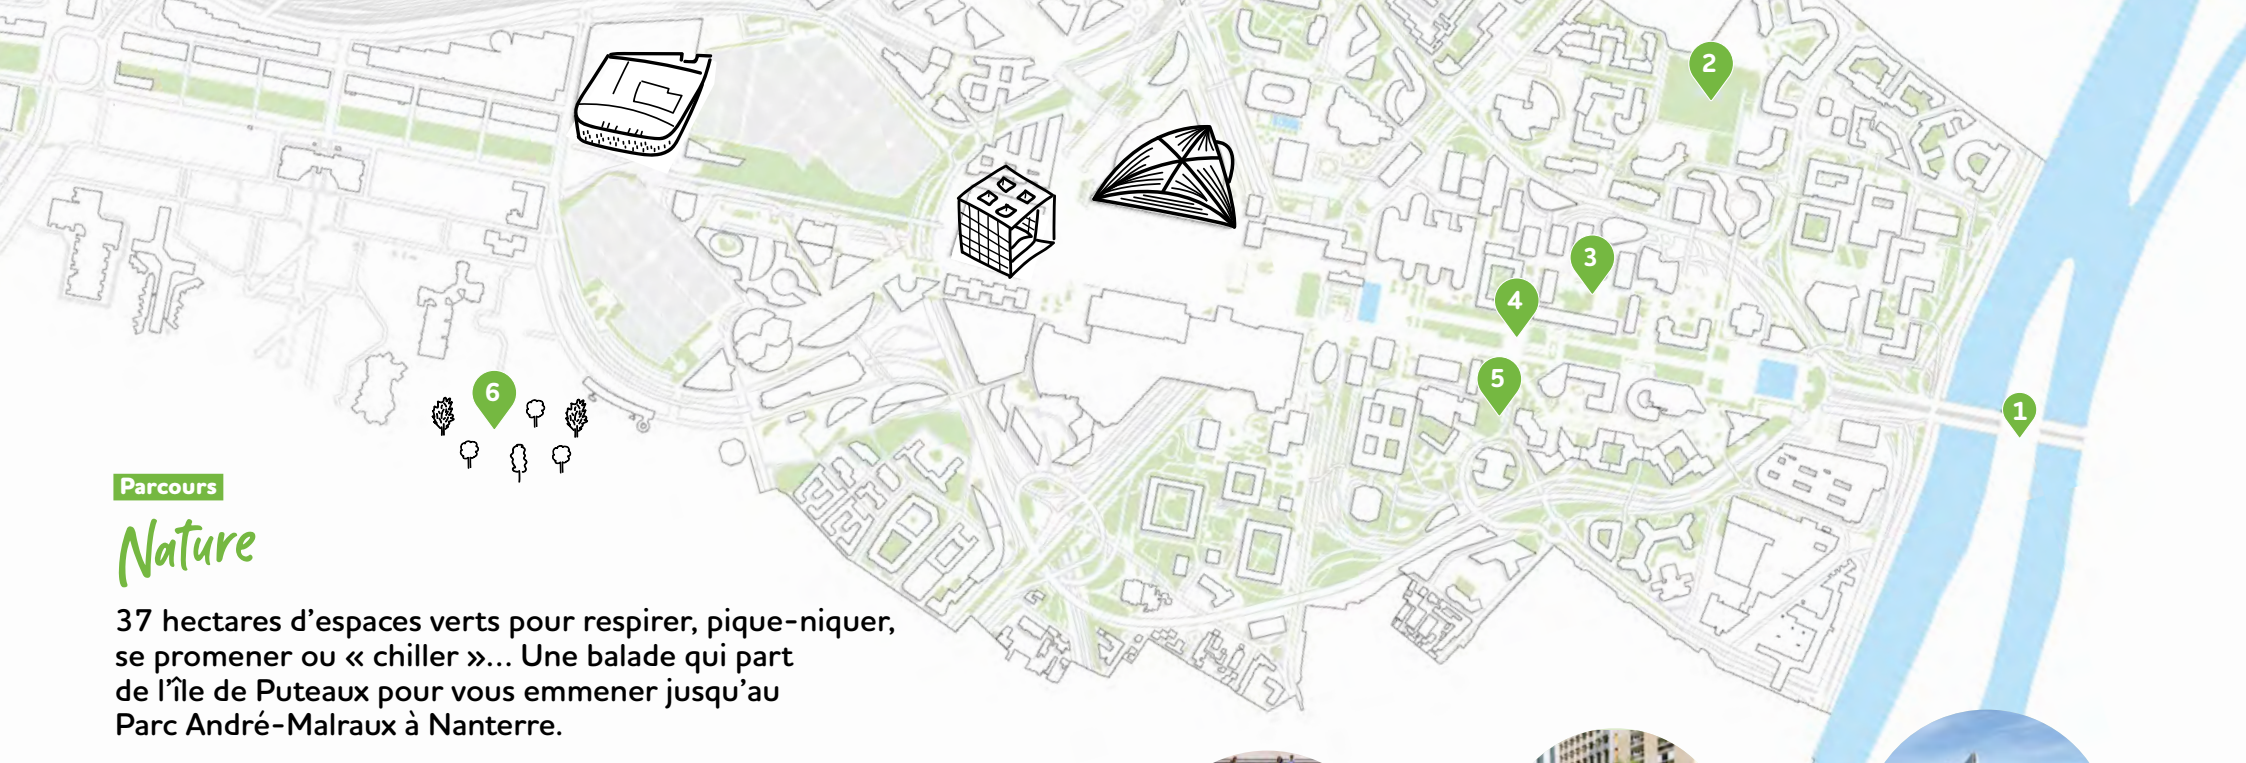 2
3
4
5
6
1
Parcours
Nature
37 hectares d’espaces verts pour respirer, pique-niquer,
se promener ou « chiller »... Une balade qui part
de l’île de Puteaux pour vous emmener jusqu’au
Parc André-Malraux à Nanterre.